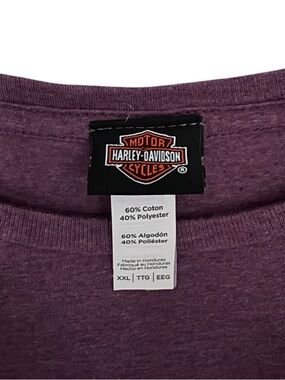 MOTOR
HARLEY-DAVIDSON
CYCLES
®
60% Coton
40% Polyester
60% Algodón
40% Poliéster
Made in Honduras
Fabriqué au Honduras
Hecho en Honduras
XXL | TTG | EEG